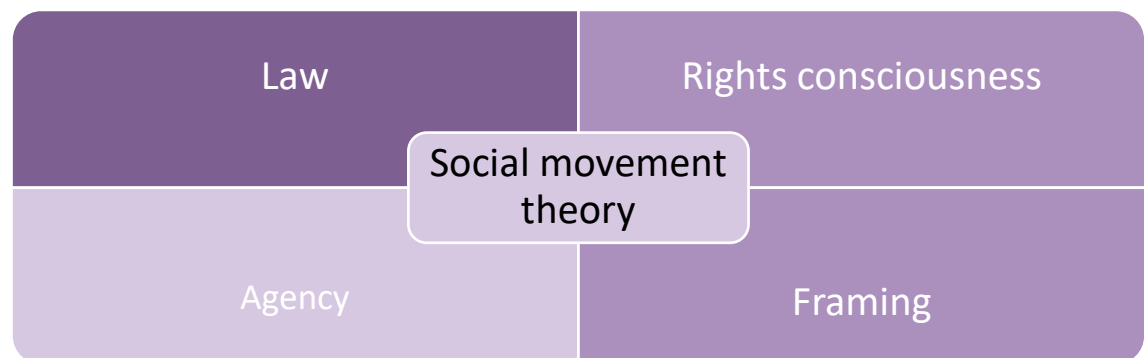 Law
Rights consciousness
Social movement
theory
Agency
Framing